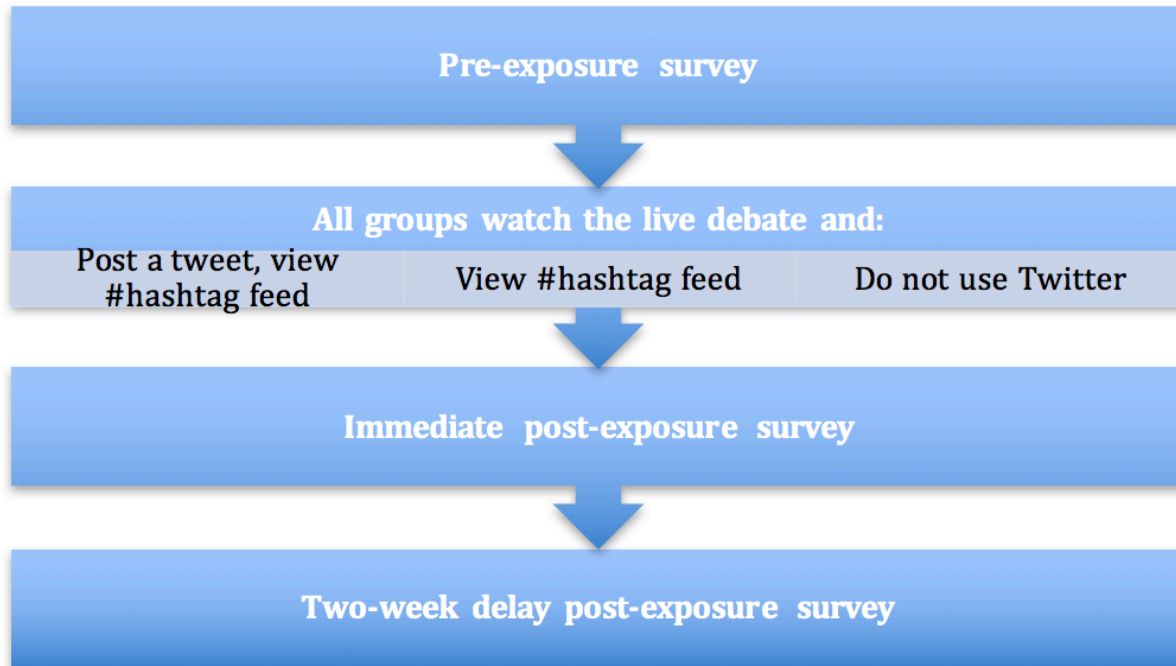 Pre-exposure survey
All groups watch the live debate and:
Post a tweet, view
#hashtag feed
View #hashtag feed
Do not use Twitter
Immediate post-exposure survey
Two-week delay post-exposure survey